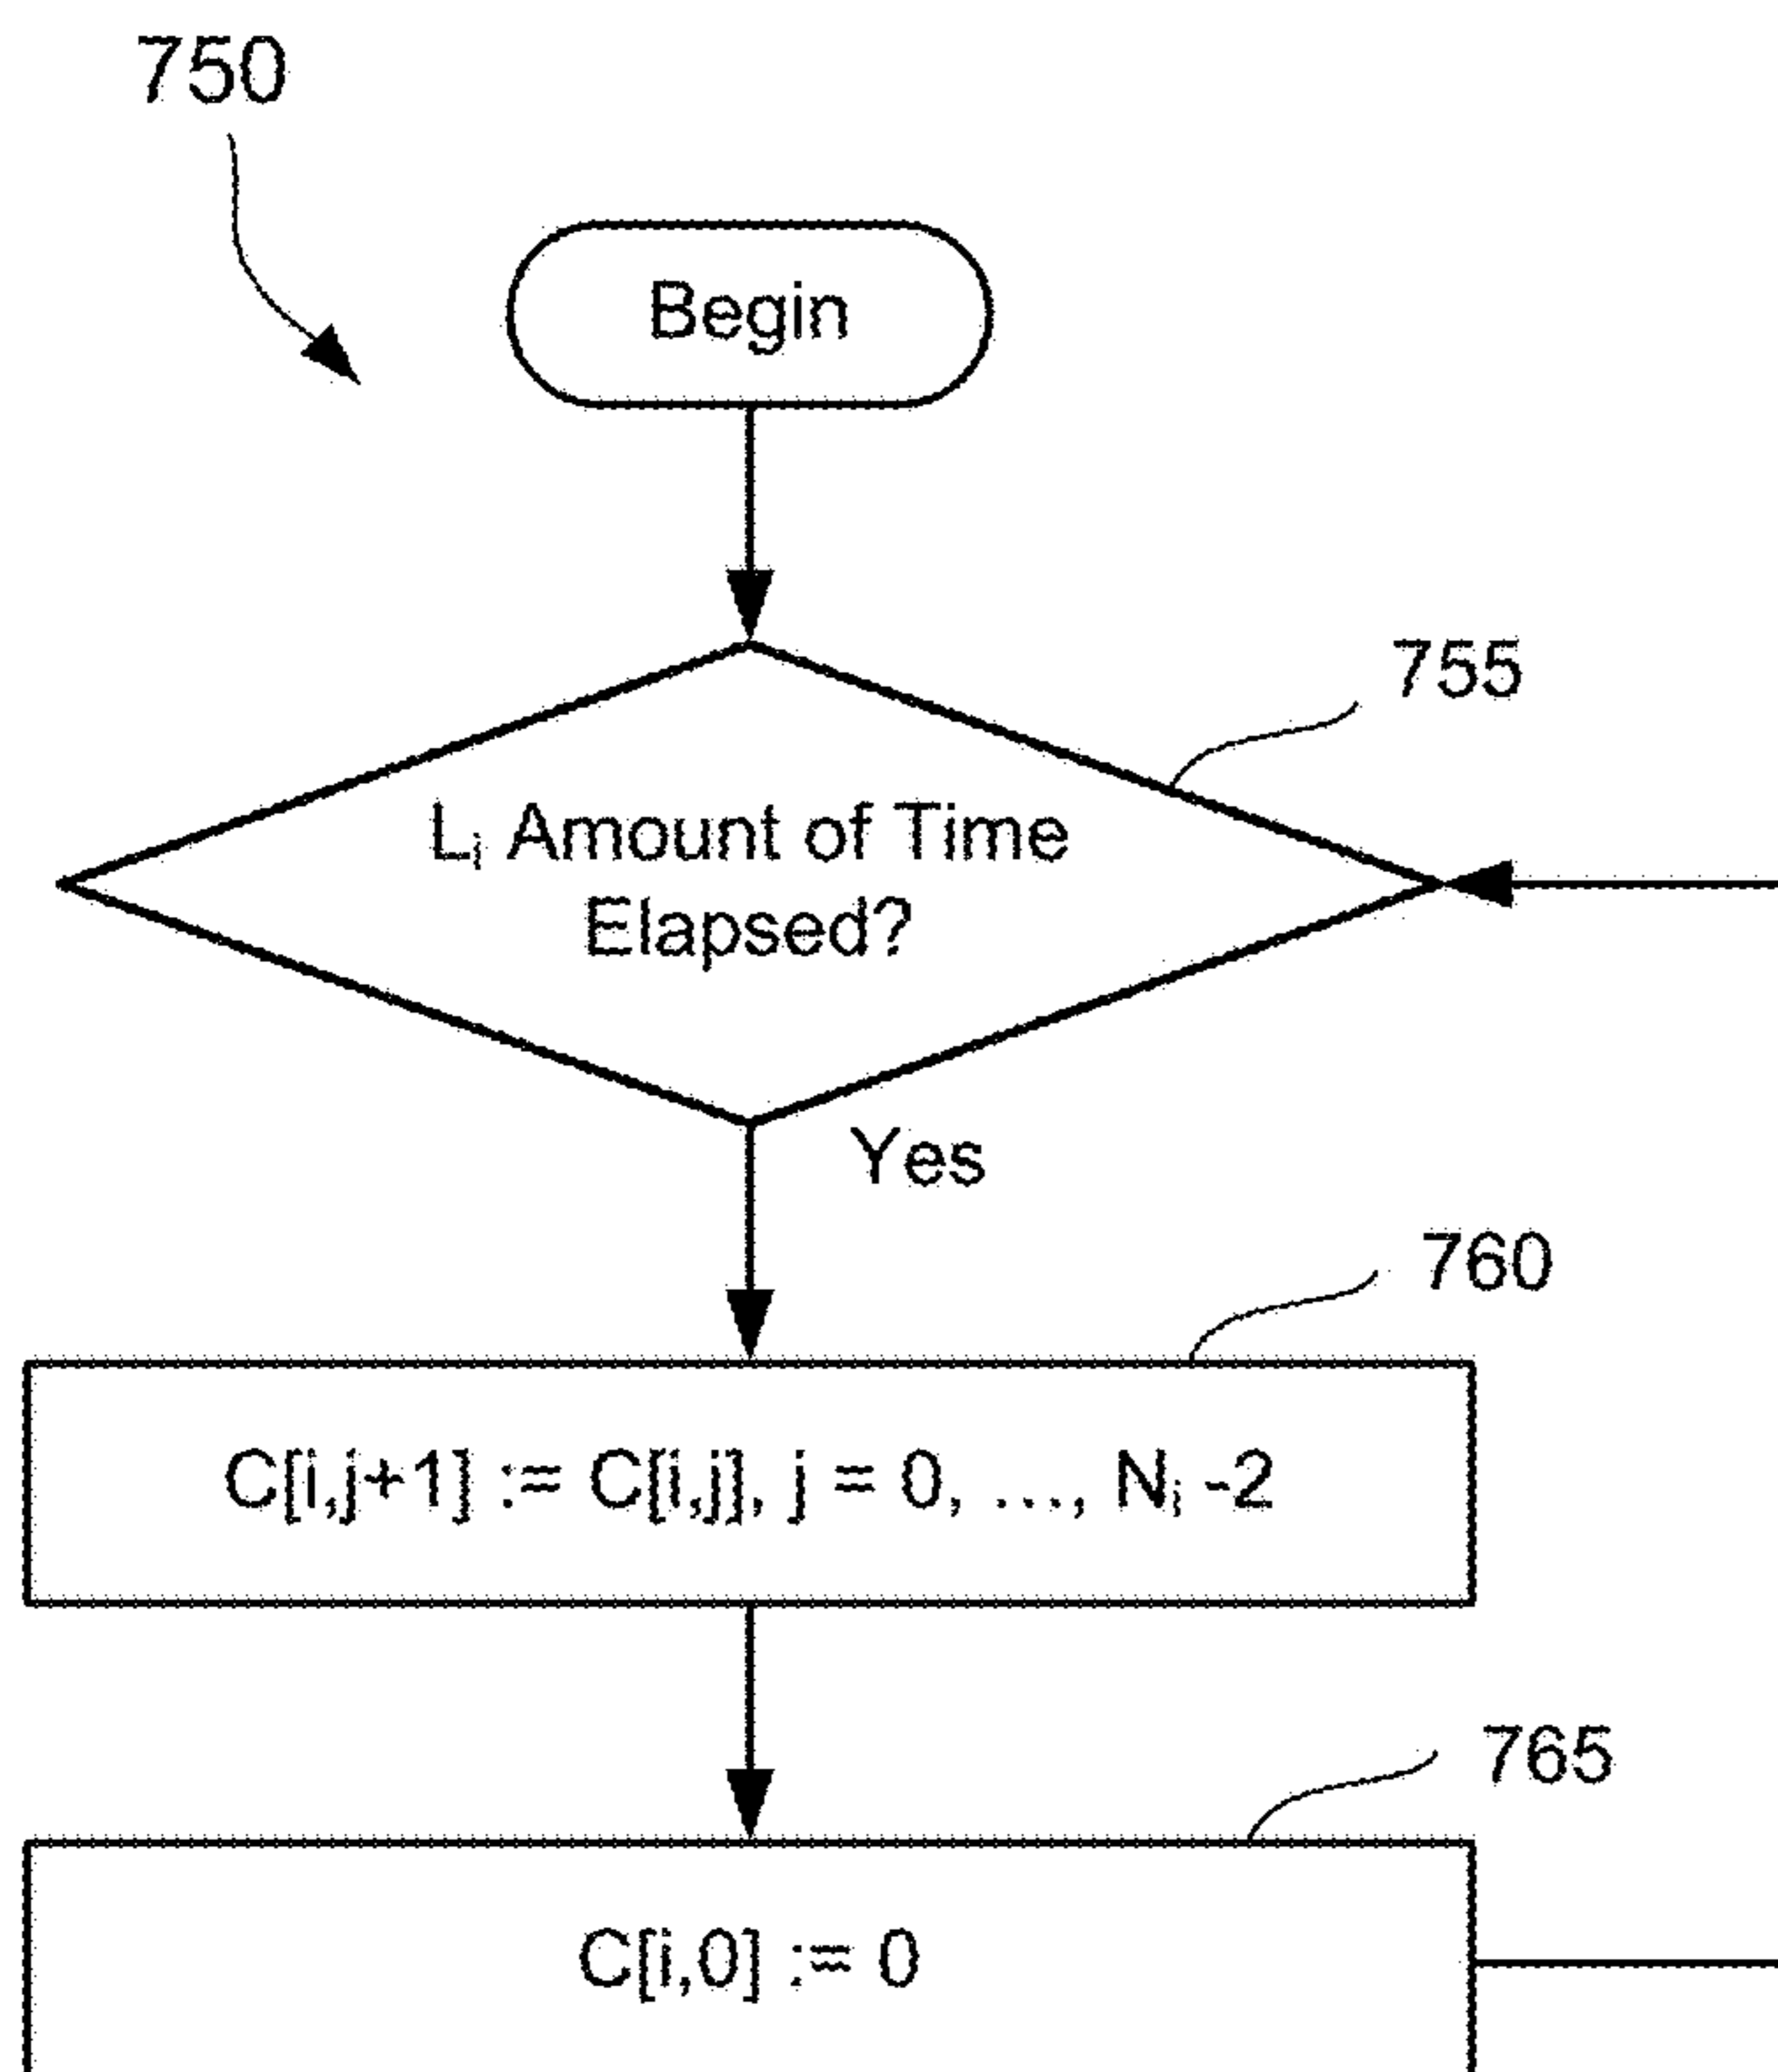 750
Begin
755
Lᵢ Amount of Time
Elapsed?
Yes
760
C[i,j+1] := C[i,j], j = 0, ..., Nᵢ -2
765
C[i,0] := 0